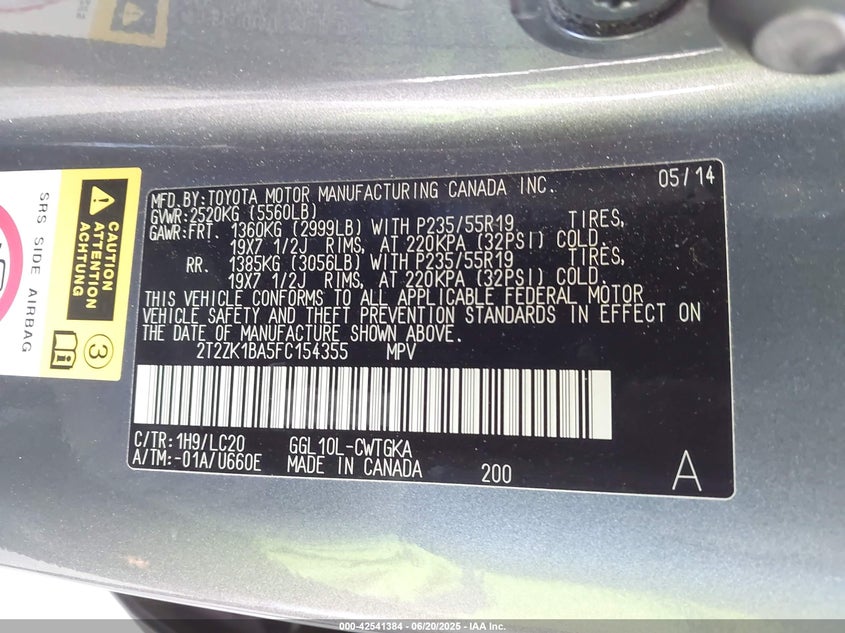 MFD.BY:TOYOTA MOTOR MANUFACTURING CANADA INC. 05/14
GVWR:2520KG (5560LB)
GAWR:FRT. 1360KG (2999LB) WITH P235/55R19 TIRES,
19X7 1/2J RIMS, AT 220KPA (32PSI) COLD.
RR. 1385KG (3056LB) WITH P235/55R19 TIRES,
19X7 1/2J RIMS, AT 220KPA (32PSI) COLD.
THIS VEHICLE CONFORMS TO ALL APPLICABLE FEDERAL MOTOR
VEHICLE SAFETY AND THEFT PREVENTION STANDARDS IN EFFECT ON
THE DATE OF MANUFACTURE SHOWN ABOVE.
2T2ZK1BA5FC154355 MPV
C/TR:1H9/LC20 GGL10L-CWTGKA
A/TM:-01A/U660E MADE IN CANADA 200 A
SRS SIDE AIRBAG
CAUTION
ATTENTION
ACHTUNG
3
000-42541384 - 06/20/2025 - IAA Inc.